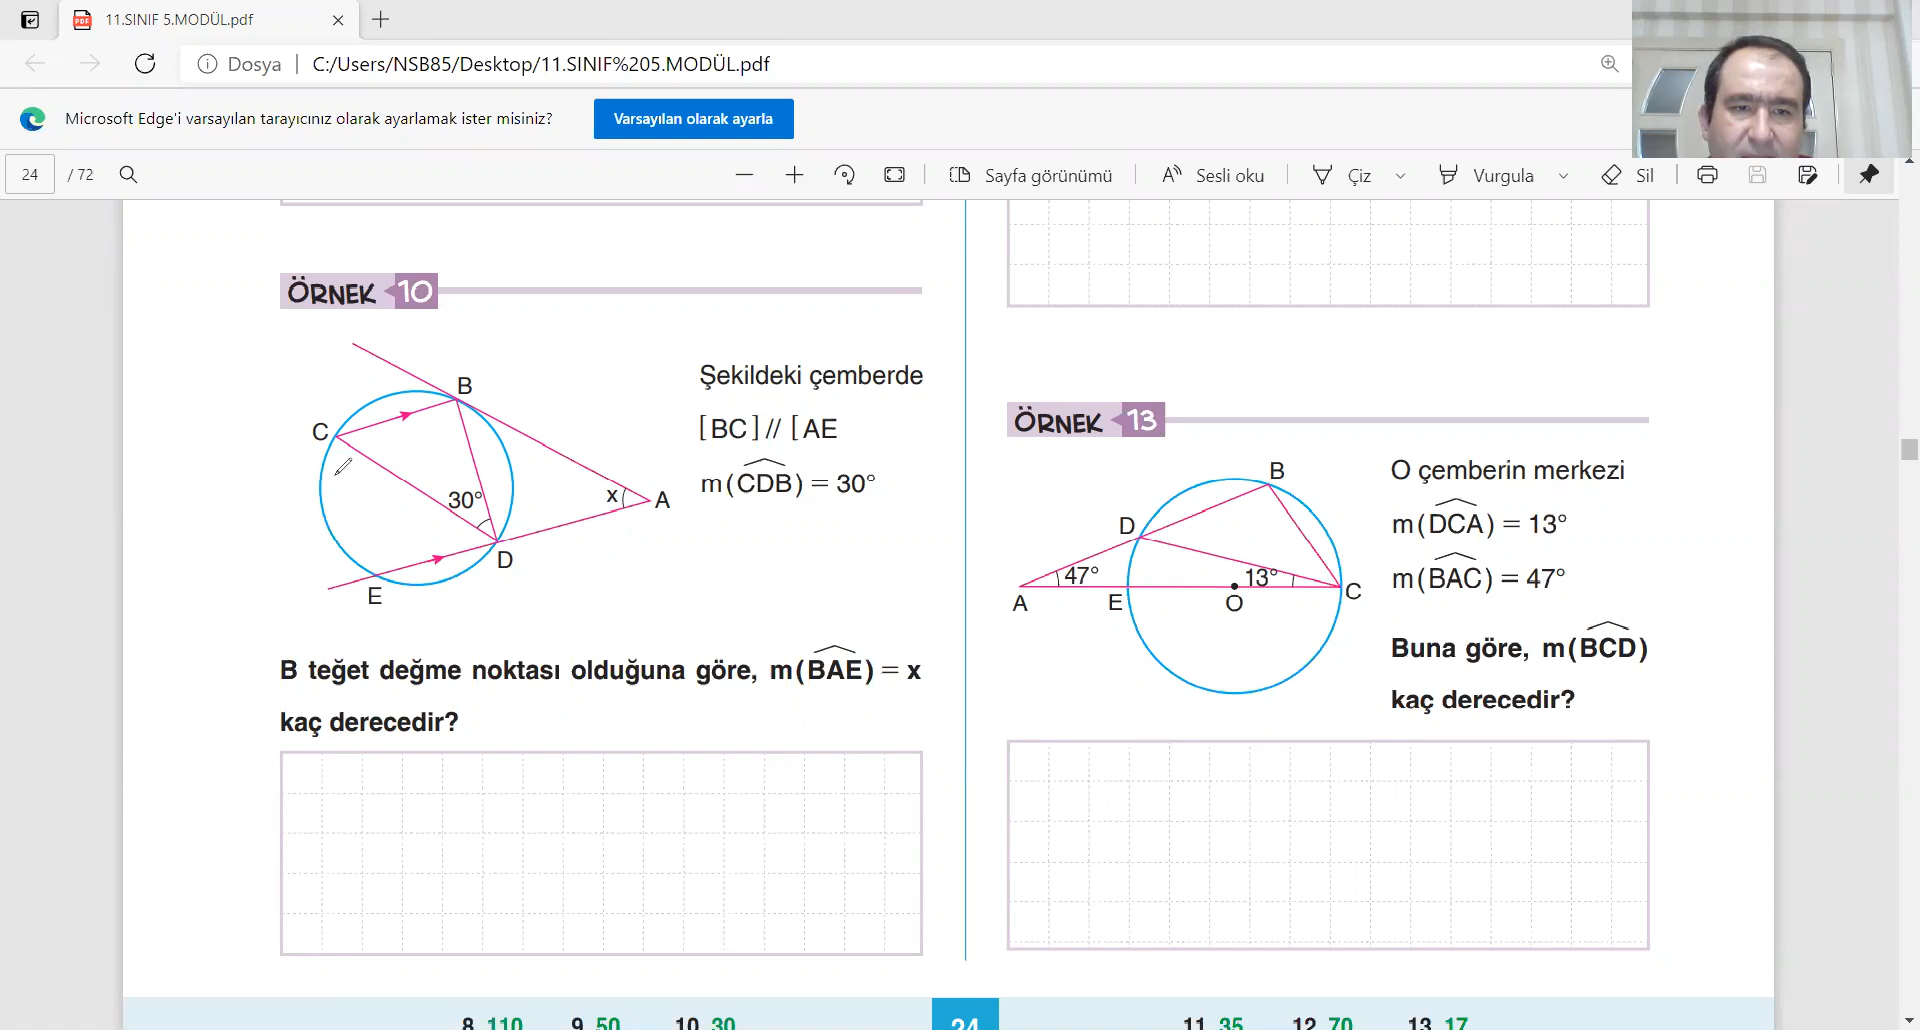 11.SINIF 5.MODÜL.pdf
Dosya | C:/Users/NSB85/Desktop/11.SINIF%205.MODÜL.pdf
Microsoft Edge'i varsayılan tarayıcınız olarak ayarlamak ister misiniz? Varsayılan olarak ayarla
24 / 72 Sayfa görünümü Sesli oku Çiz Vurgula Sil
ÖRNEK 10
B
C
30°
x
A
D
E
Şekildeki çemberde
[BC] // [AE
m(CDB) = 30°
B teğet değme noktası olduğuna göre, m(BAE) = x
kaç derecedir?
ÖRNEK 13
B
D
47°
13°
A
E
O
C
O çemberin merkezi
m(DCA) = 13°
m(BAC) = 47°
Buna göre, m(BCD)
kaç derecedir?
8. 110 9. 50 10. 30 24 11. 35 12. 70 13. 17